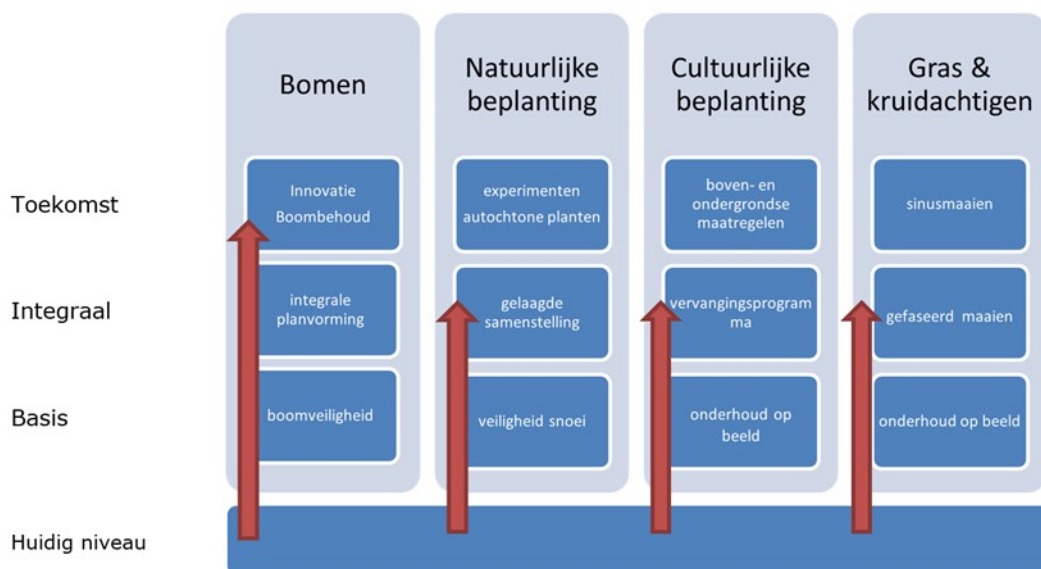 Bomen
Natuurlijke
beplanting
Cultuurlijke
beplanting
Gras &
kruidachtigen
Toekomst
Innovatie
Boombehoud
experimenten
autochtone planten
boven- en
ondergrondse
maatregelen
sinusmaaien
Integraal
integrale
planvorming
gelaagde
samenstelling
vervangingsprogram
ma
gefaseerd maaien
Basis
boomveiligheid
veiligheid snoei
onderhoud op
beeld
onderhoud op beeld
Huidig niveau